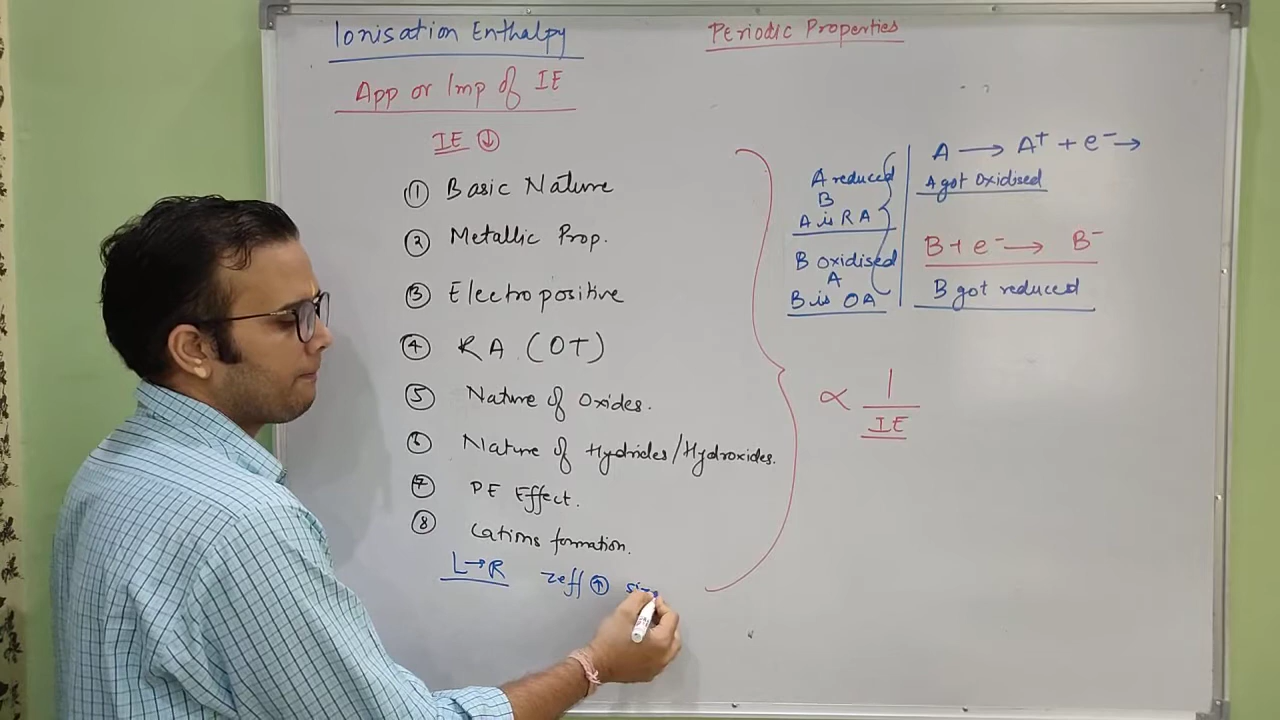 Ionisation Enthalpy
Periodic Properties
App or Imp of IE
IE ↓
① Basic Nature
② Metallic Prop.
③ Electropositive
④ RA (OT)
⑤ Nature of Oxides.
⑥ Nature of Hydrides/Hydroxides.
⑦ PE Effect.
⑧ Cations formation.
L→R Zeff ↑ size
A reduced
B
A is RA
B oxidised
A
B is OA
A → A⁺ + e⁻ →
A got Oxidised
B + e⁻ → B⁻
B got reduced
∝ 1
IE